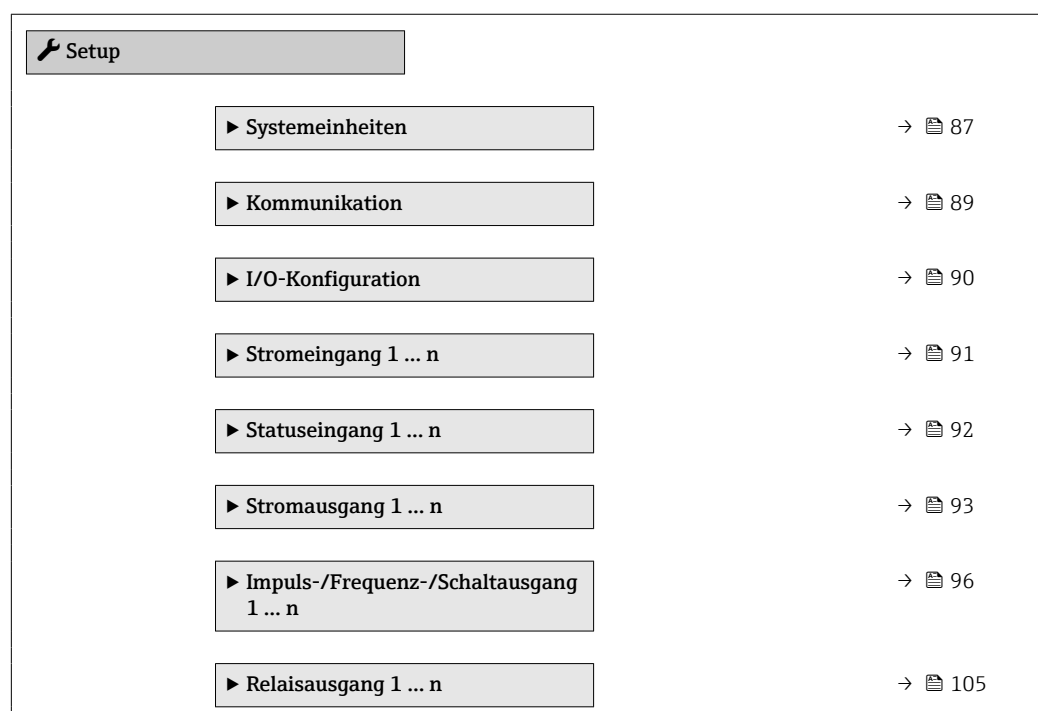 Setup
▶ Systemeinheiten → 87
▶ Kommunikation → 89
▶ I/O-Konfiguration → 90
▶ Stromeingang 1 … n → 91
▶ Statuseingang 1 … n → 92
▶ Stromausgang 1 … n → 93
▶ Impuls-/Frequenz-/Schaltausgang → 96
1 … n
▶ Relaisausgang 1 … n → 105